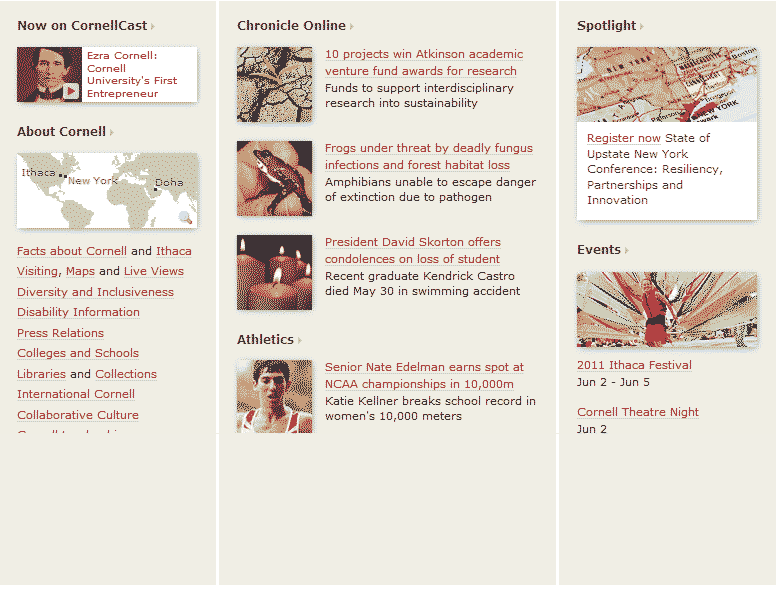 Now on CornellCast
Ezra Cornell:
Cornell
University's First
Entrepreneur
About Cornell
Ithaca
New York
Doha
Facts about Cornell and Ithaca
Visiting, Maps and Live Views
Diversity and Inclusiveness
Disability Information
Press Relations
Colleges and Schools
Libraries and Collections
International Cornell
Collaborative Culture
Chronicle Online
10 projects win Atkinson academic
venture fund awards for research
Funds to support interdisciplinary
research into sustainability
Frogs under threat by deadly fungus
infections and forest habitat loss
Amphibians unable to escape danger
of extinction due to pathogen
President David Skorton offers
condolences on loss of student
Recent graduate Kendrick Castro
died May 30 in swimming accident
Athletics
Senior Nate Edelman earns spot at
NCAA championships in 10,000m
Katie Kellner breaks school record in
women's 10,000 meters
Spotlight
NEW YORK
Register now State of
Upstate New York
Conference: Resiliency,
Partnerships and
Innovation
Events
2011 Ithaca Festival
Jun 2 - Jun 5
Cornell Theatre Night
Jun 2